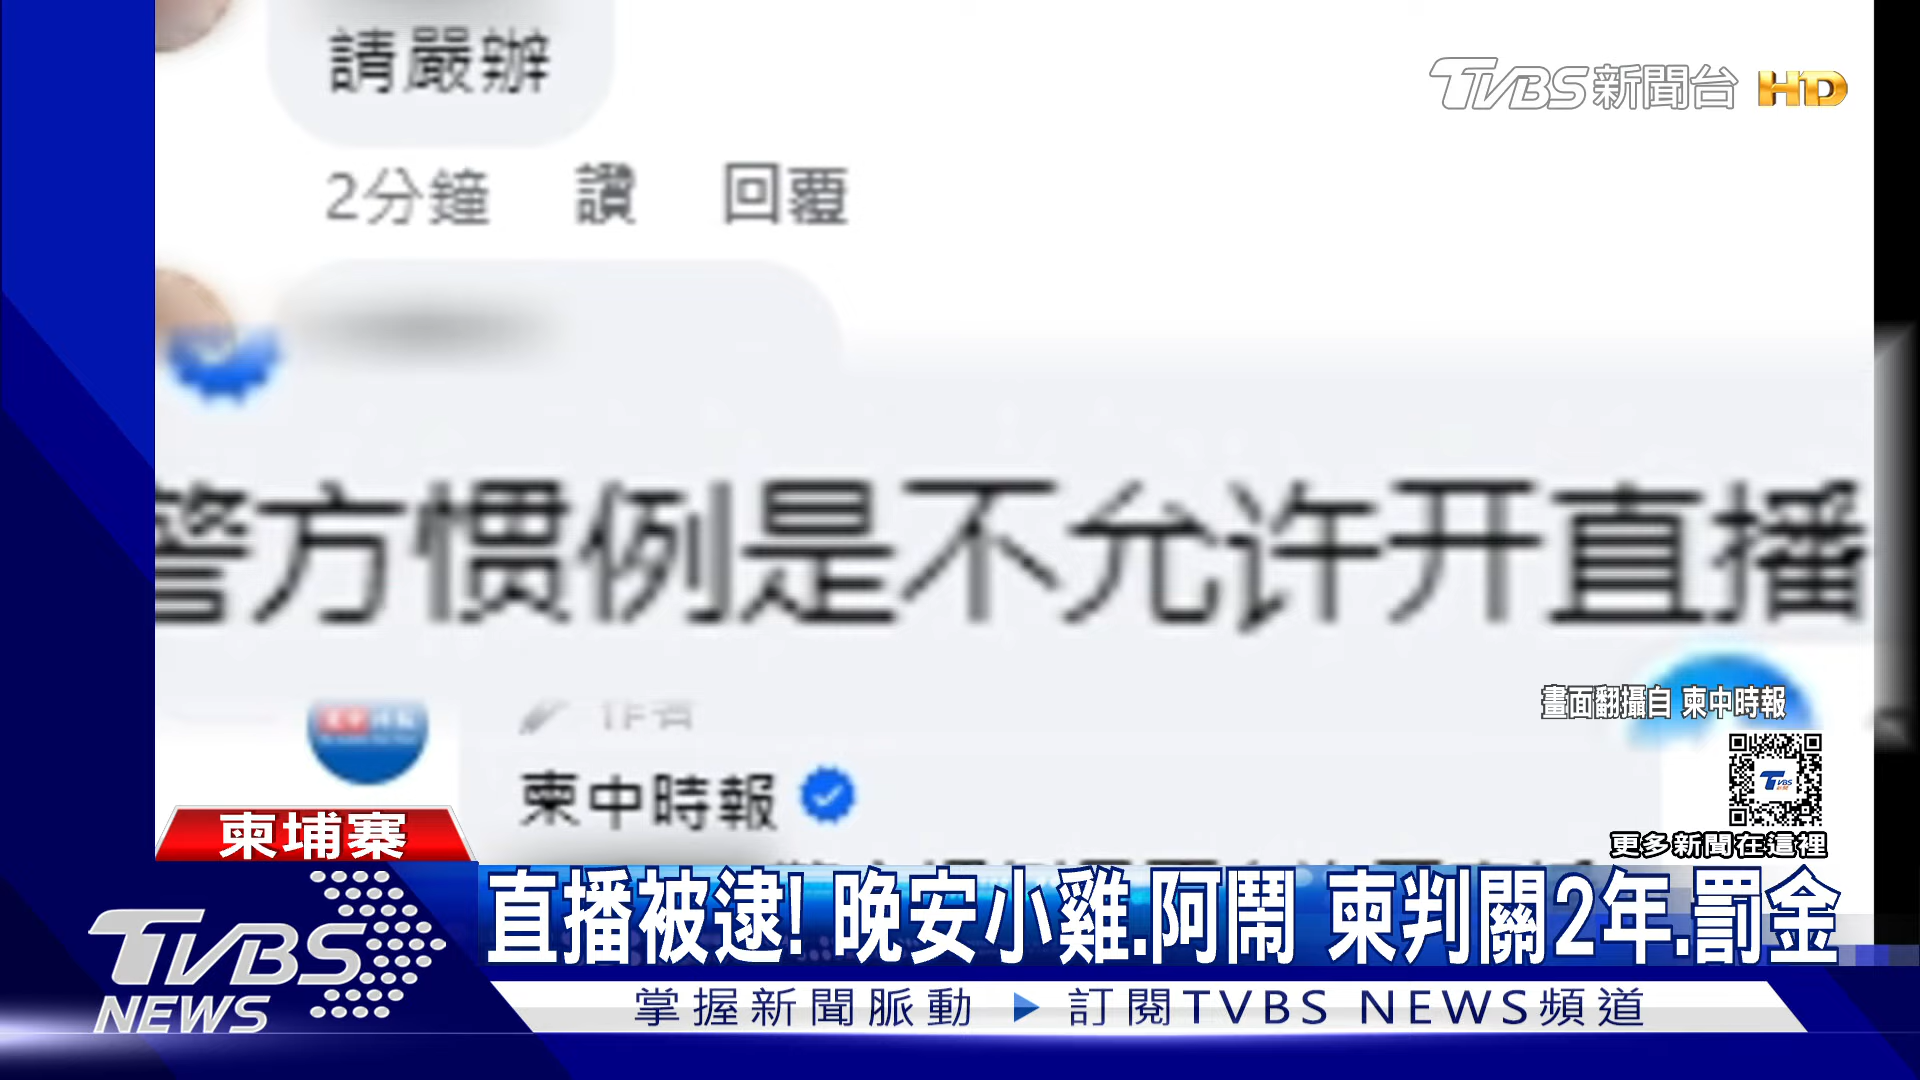 請嚴辦
TVBS新聞台 HD
2分鐘 讚 回覆
警方惯例是不允许开直播
作者
畫面翻攝自 柬中時報
柬中時報
TVBS
更多新聞在這裡
柬埔寨
直播被逮! 晚安小雞.阿鬧 柬判關2年.罰金
TVBS
NEWS
掌握新聞脈動 ▶ 訂閱TVBS NEWS頻道